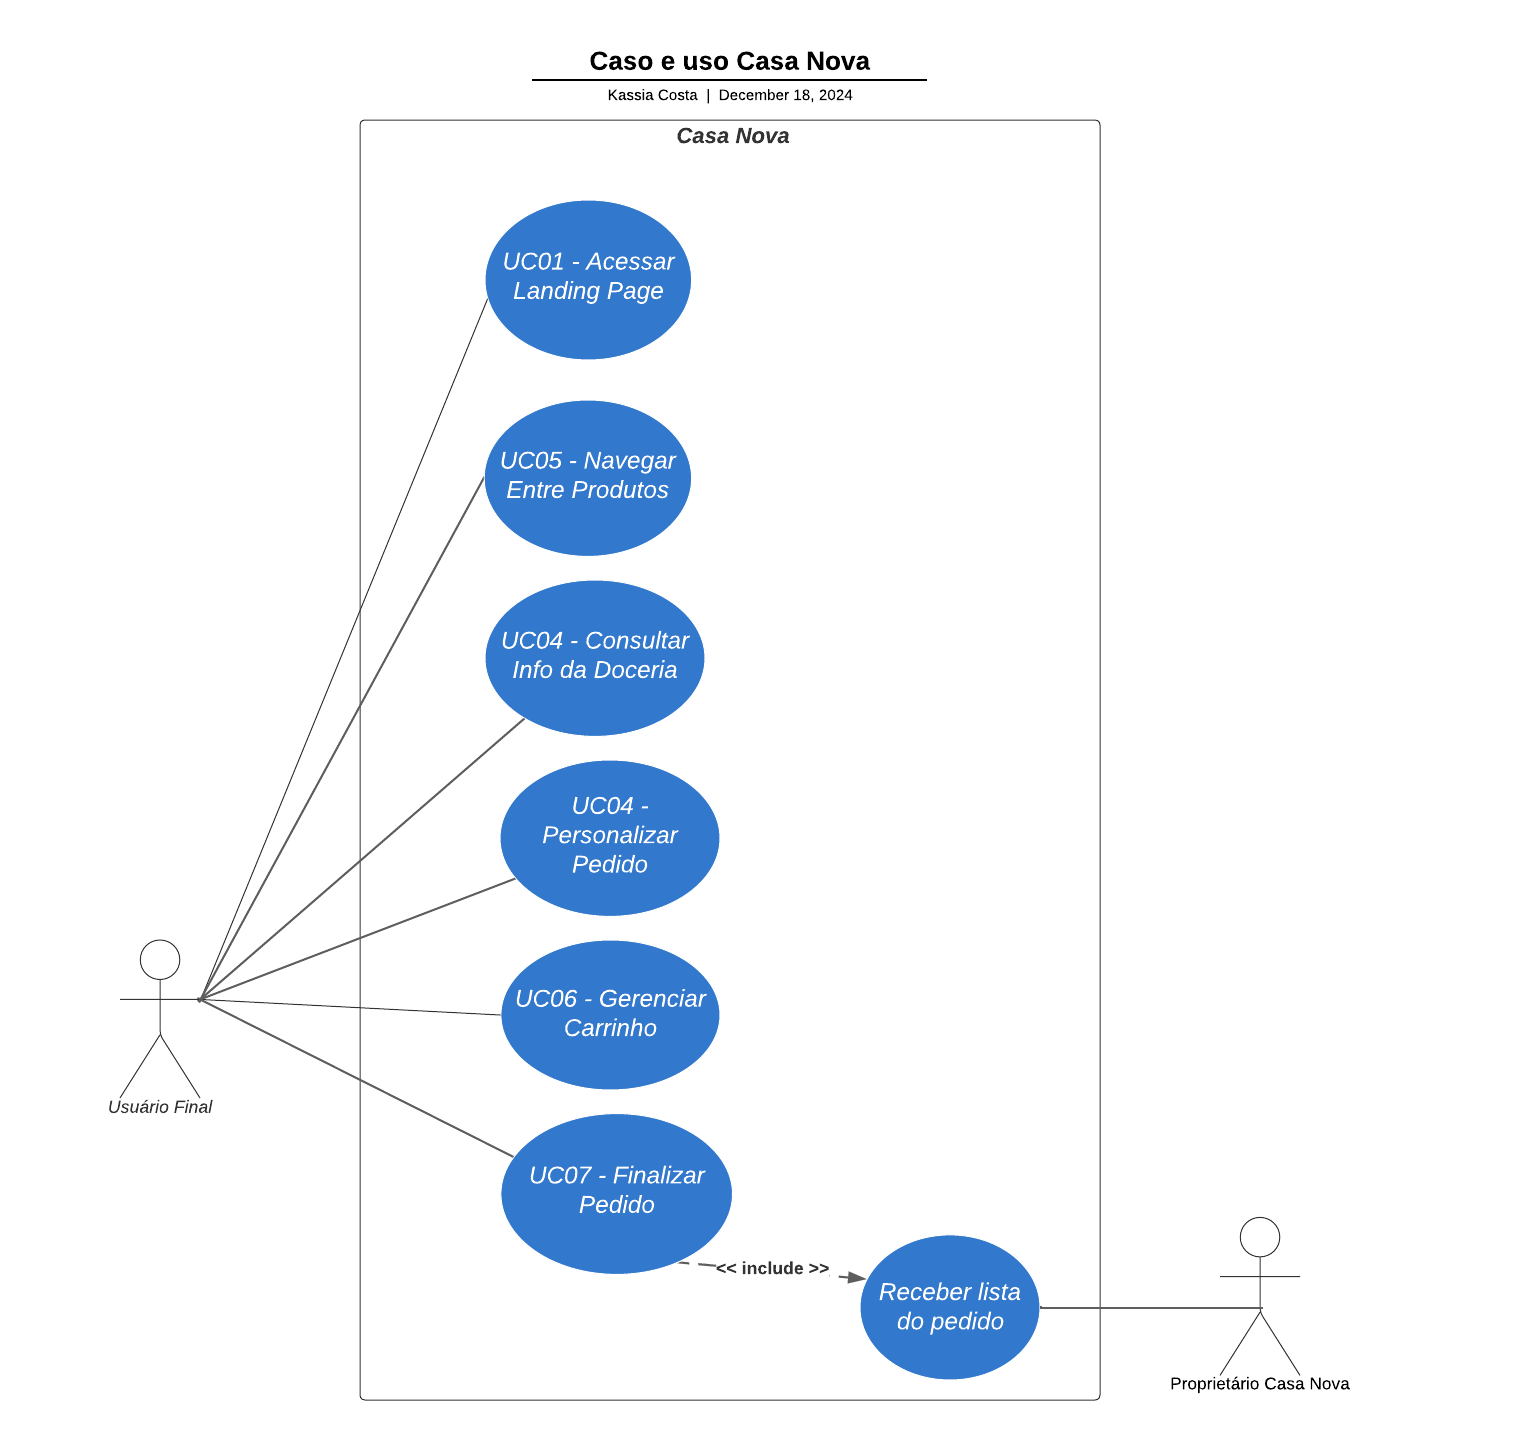 Caso e uso Casa Nova
Kassia Costa | December 18, 2024
Casa Nova
UC01 - Acessar
Landing Page
UC05 - Navegar
Entre Produtos
UC04 - Consultar
Info da Doceria
UC04 -
Personalizar
Pedido
UC06 - Gerenciar
Carrinho
Usuário Final
UC07 - Finalizar
Pedido
<< include >>
Receber lista
do pedido
Proprietário Casa Nova